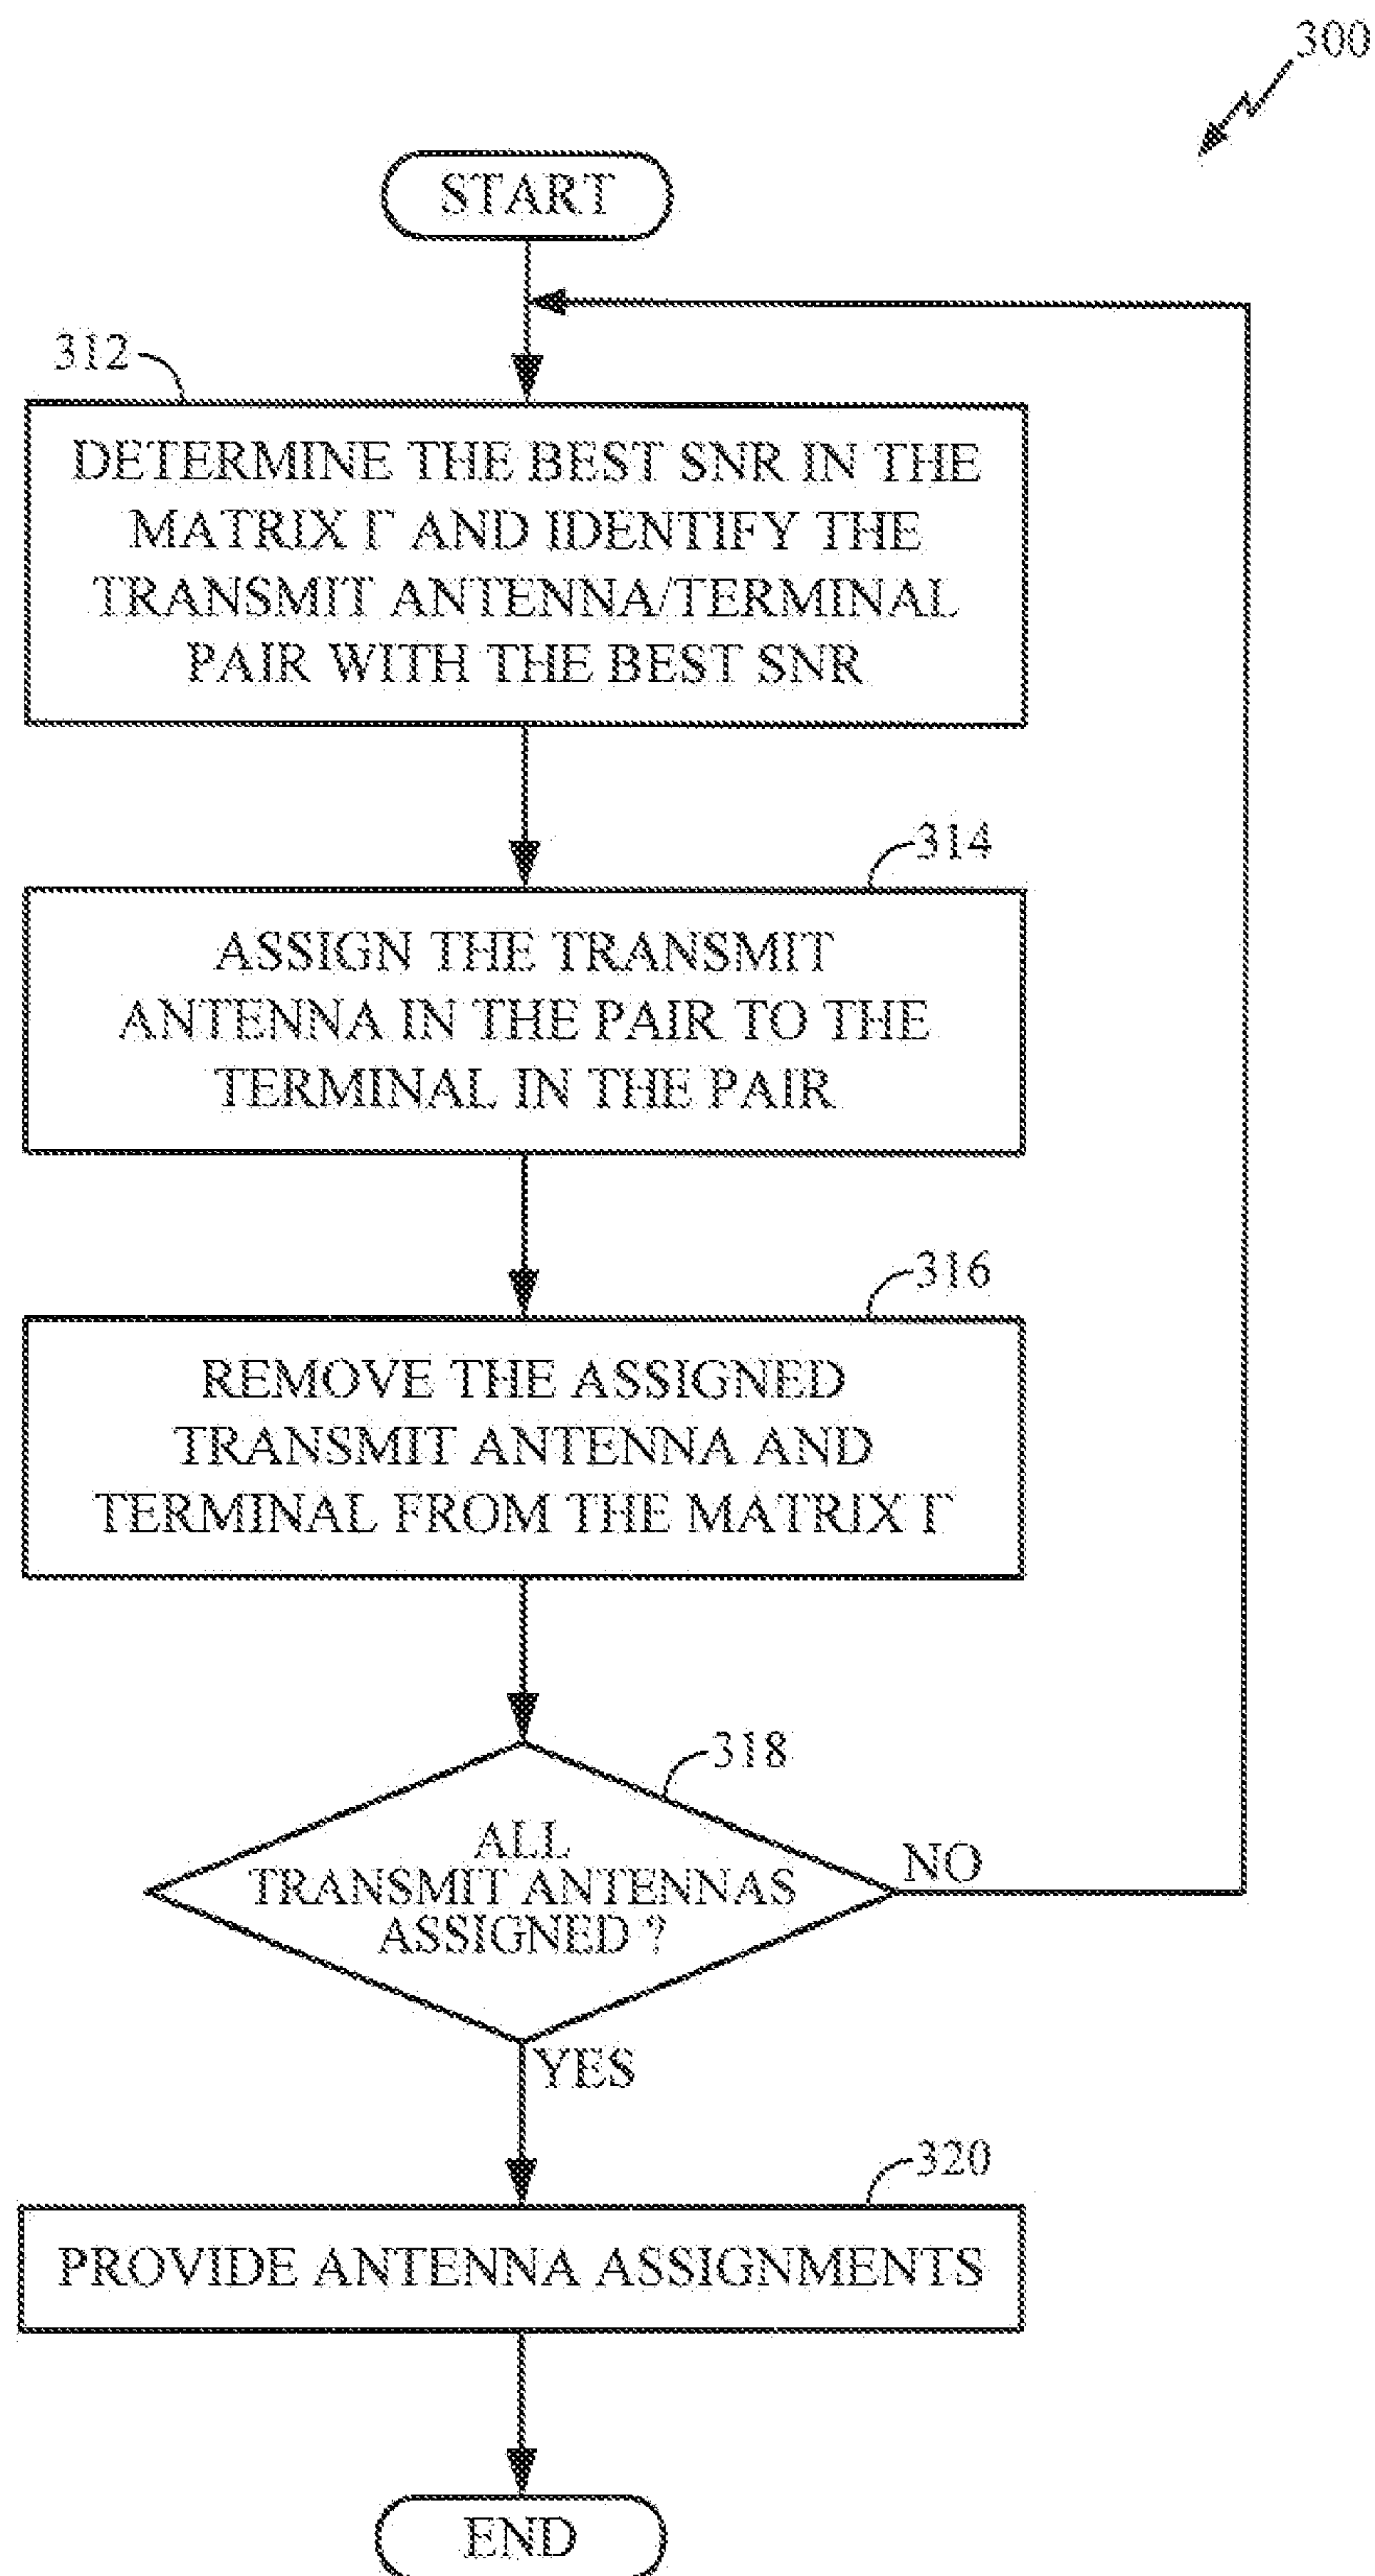 300
START
312
DETERMINE THE BEST SNR IN THE
MATRIX Γ AND IDENTIFY THE
TRANSMIT ANTENNA/TERMINAL
PAIR WITH THE BEST SNR
314
ASSIGN THE TRANSMIT
ANTENNA IN THE PAIR TO THE
TERMINAL IN THE PAIR
316
REMOVE THE ASSIGNED
TRANSMIT ANTENNA AND
TERMINAL FROM THE MATRIX Γ
318
ALL
TRANSMIT ANTENNAS
ASSIGNED ?
NO
YES
320
PROVIDE ANTENNA ASSIGNMENTS
END